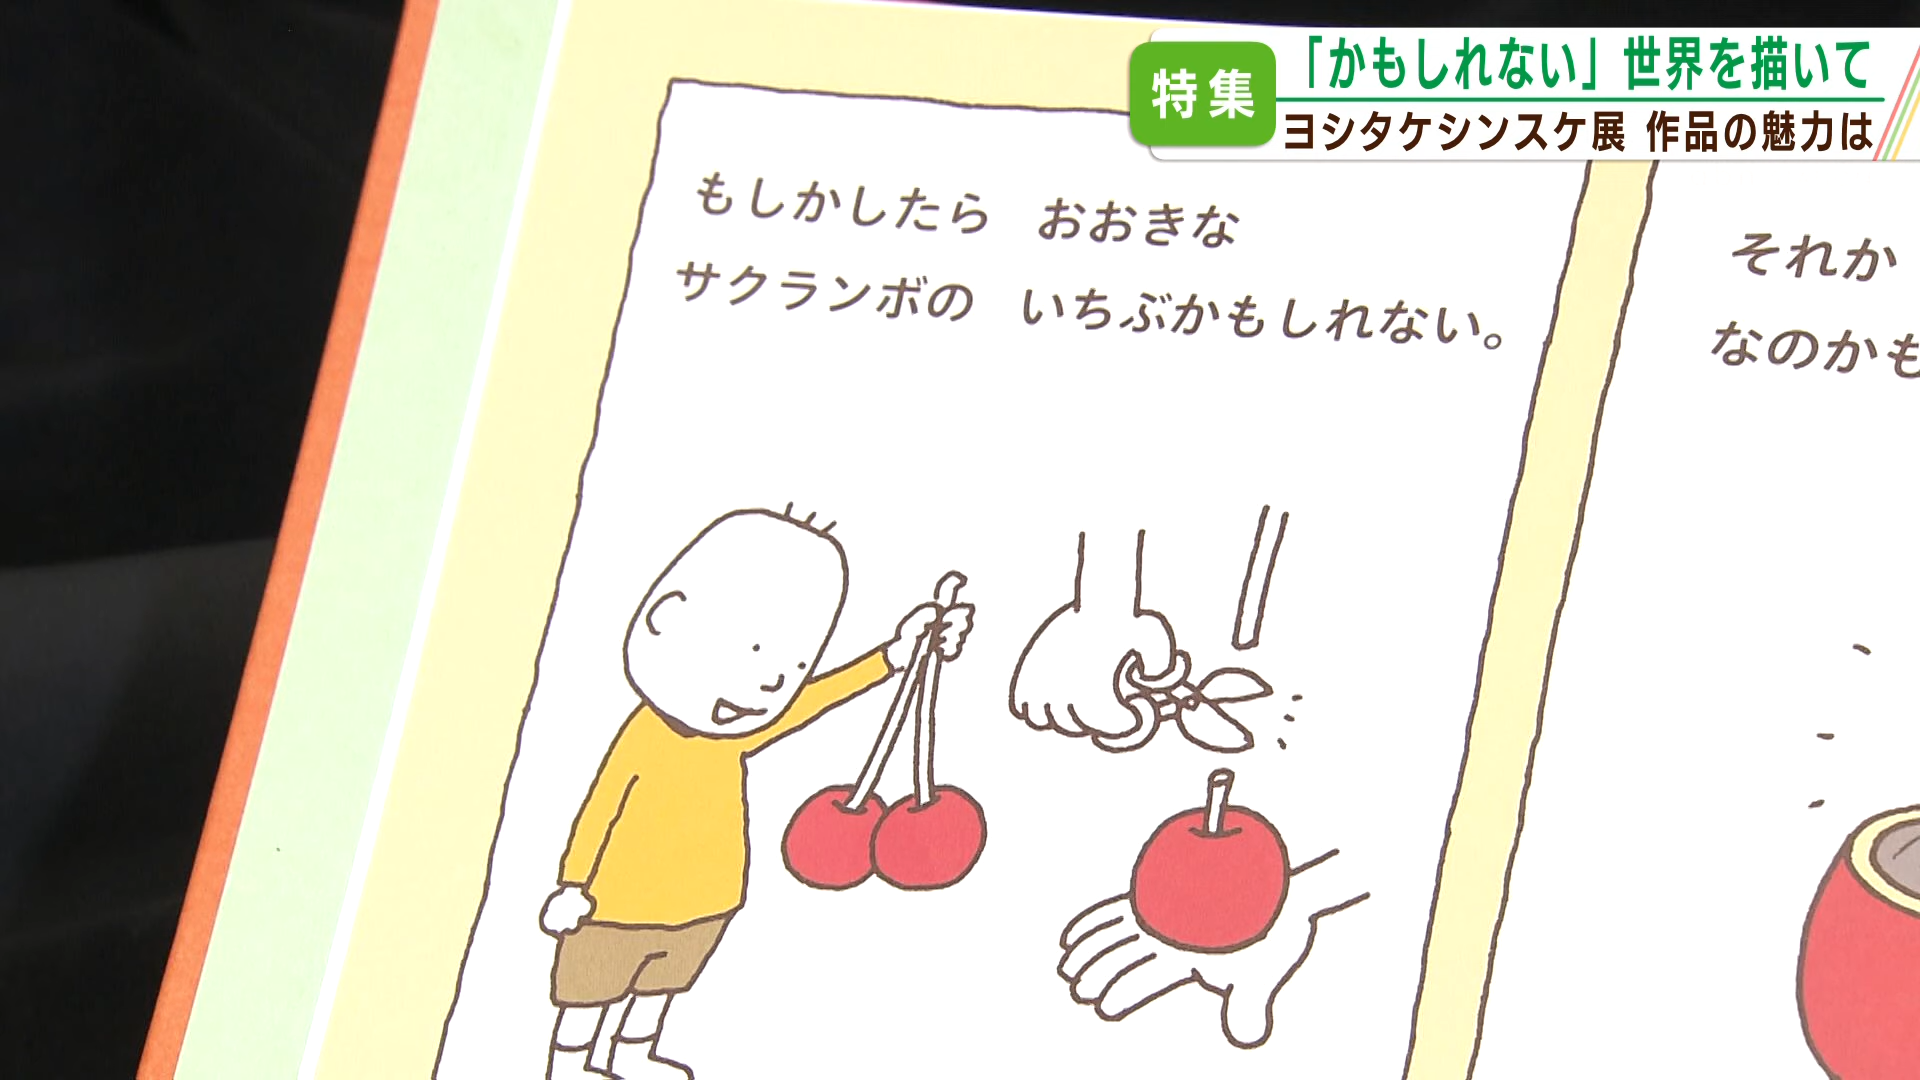 特集
「かもしれない」世界を描いて
ヨシタケシンスケ展 作品の魅力は
もしかしたら おおきな
サクランボの いちぶかもしれない。
それか
なのかも